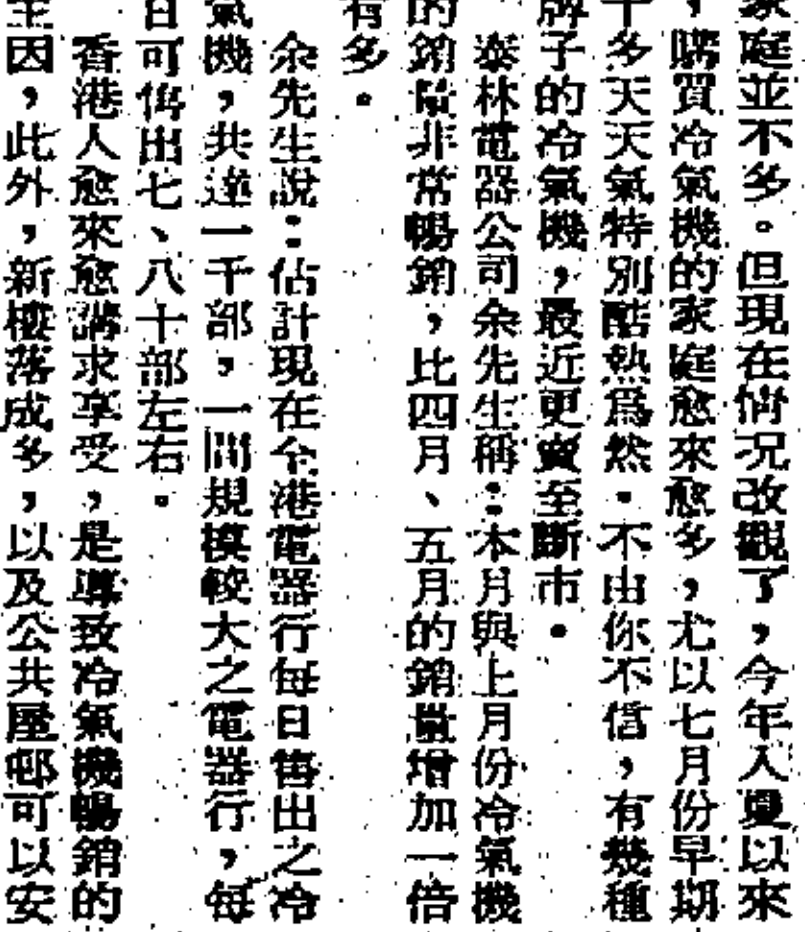 家庭並不多。但現在情況改觀了，今年入夏以來
，購買冷氣機的家庭愈來愈多，尤以七月份早期
十多天天氣特別酷熱爲然。不由你不信，有幾種
牌子的冷氣機，最近更賣至斷市。
泰林電器公司余先生稱：本月與上月份冷氣機
的銷量非常暢銷，比四月、五月的銷量增加一倍
有多。
余先生說：估計現在全港電器行每日售出之冷
氣機，共達一千部，一間規模較大之電器行，每
日可售出七、八十部左右。
香港人愈來愈講求享受，是導致冷氣機暢銷的
主因，此外，新樓落成多，以及公共屋邨可以安